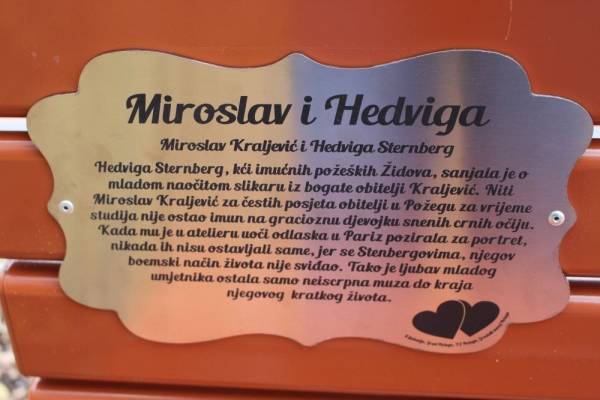 Miroslav i Hedviga
Miroslav Kraljević i Hedviga Sternberg
Hedviga Sternberg, kći imućnih požeških Židova, sanjala je o
mladom naočitom slikaru iz bogate obitelji Kraljević. Niti
Miroslav Kraljević za čestih posjeta obitelji u Požegu za vrijeme
studija nije ostao imun na gracioznu djevojku snenih crnih očiju.
Kada mu je u atelieru uoči odlaska u Pariz pozirala za portret,
nikada ih nisu ostavljali same, jer se Stenbergovima, njegov
boemski način života nije sviđao. Tako je ljubav mladog
umjetnika ostala samo neiscrpna muza do kraja
njegovog kratkog života.